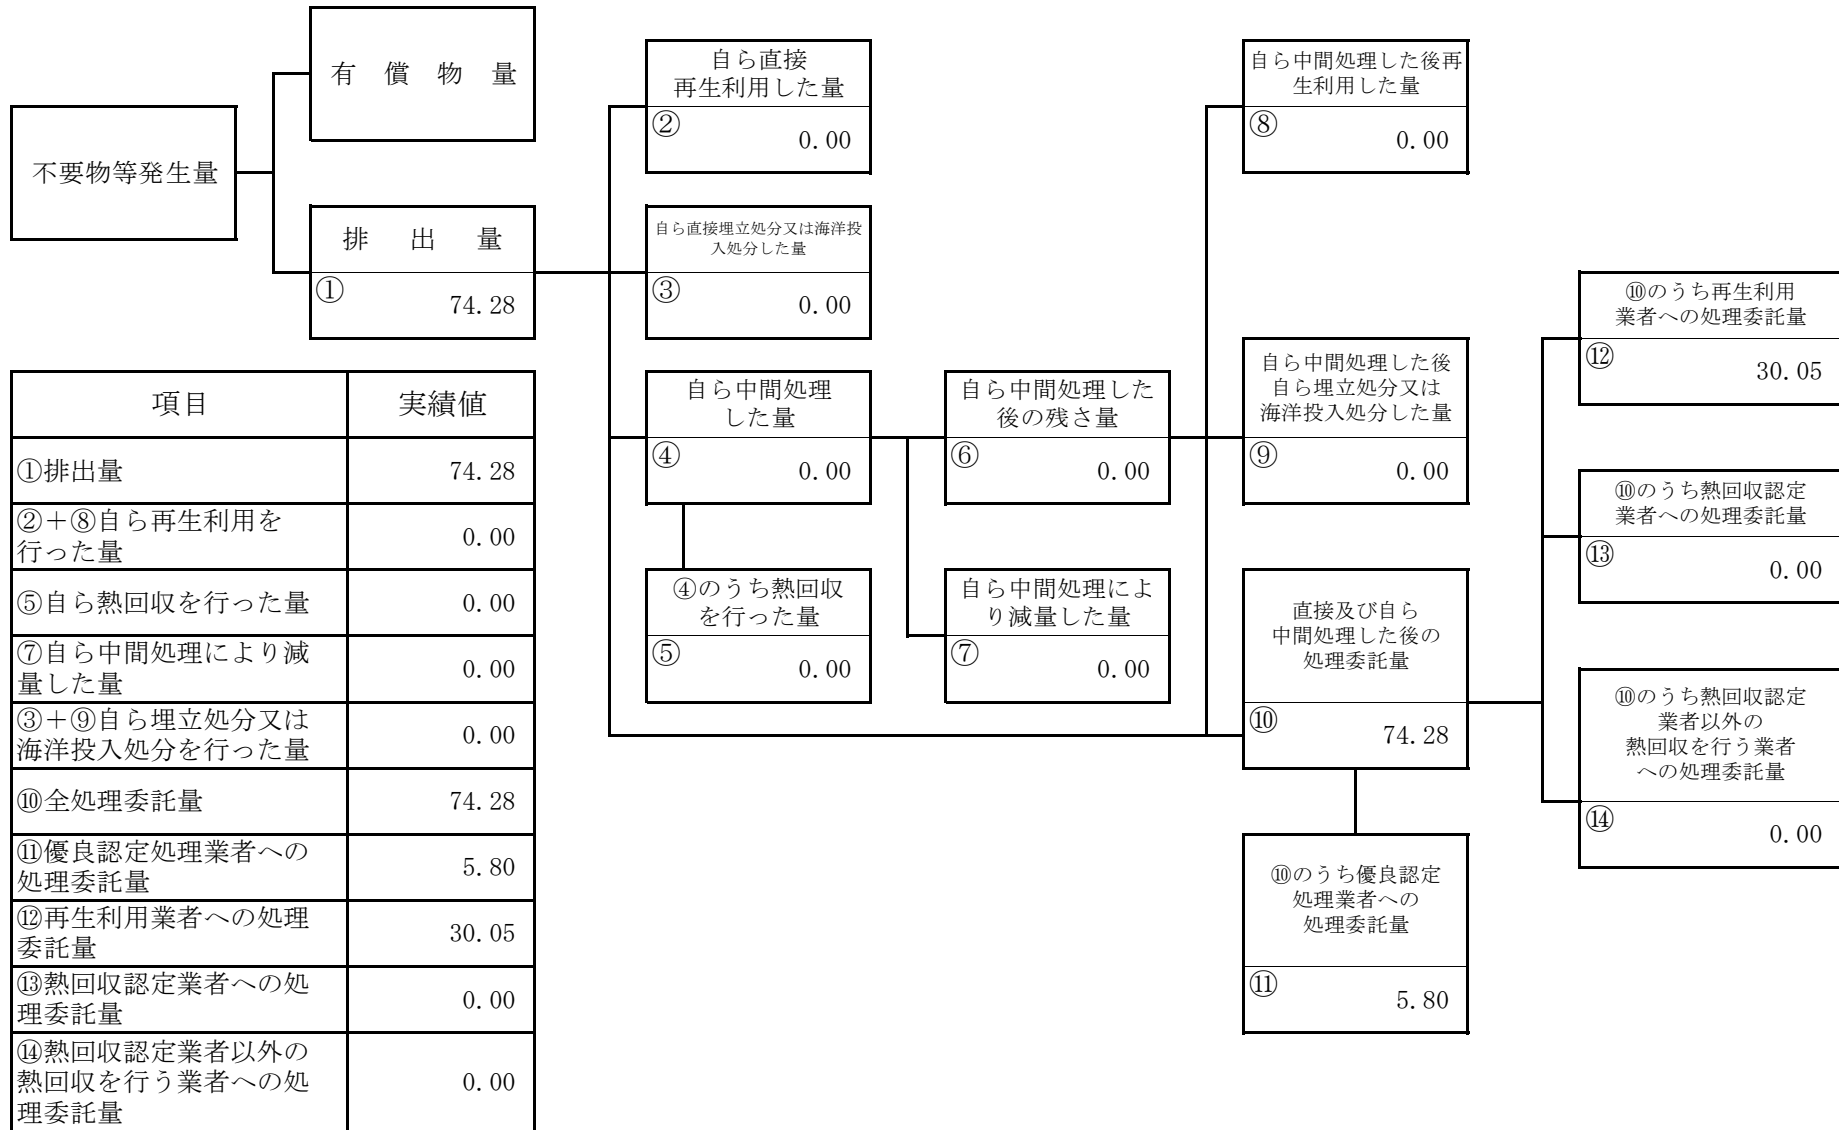 有　償　物　量
不要物等発生量
排　出　量
① 74.28
自ら直接
再生利用した量
② 0.00
自ら直接埋立処分又は海洋投
入処分した量
③ 0.00
自ら中間処理
した量
④ 0.00
④のうち熱回収
を行った量
⑤ 0.00
自ら中間処理した
後の残さ量
⑥ 0.00
自ら中間処理によ
り減量した量
⑦ 0.00
自ら中間処理した後再
生利用した量
⑧ 0.00
自ら中間処理した後
自ら埋立処分又は
海洋投入処分した量
⑨ 0.00
直接及び自ら
中間処理した後の
処理委託量
⑩ 74.28
⑩のうち優良認定
処理業者への
処理委託量
⑪ 5.80
⑩のうち再生利用
業者への処理委託量
⑫ 30.05
⑩のうち熱回収認定
業者への処理委託量
⑬ 0.00
⑩のうち熱回収認定
業者以外の
熱回収を行う業者
への処理委託量
⑭ 0.00
項目 実績値
①排出量 74.28
②＋⑧自ら再生利用を
行った量 0.00
⑤自ら熱回収を行った量 0.00
⑦自ら中間処理により減
量した量 0.00
③＋⑨自ら埋立処分又は
海洋投入処分を行った量 0.00
⑩全処理委託量 74.28
⑪優良認定処理業者への
処理委託量 5.80
⑫再生利用業者への処理
委託量 30.05
⑬熱回収認定業者への処
理委託量 0.00
⑭熱回収認定業者以外の
熱回収を行う業者への処
理委託量 0.00